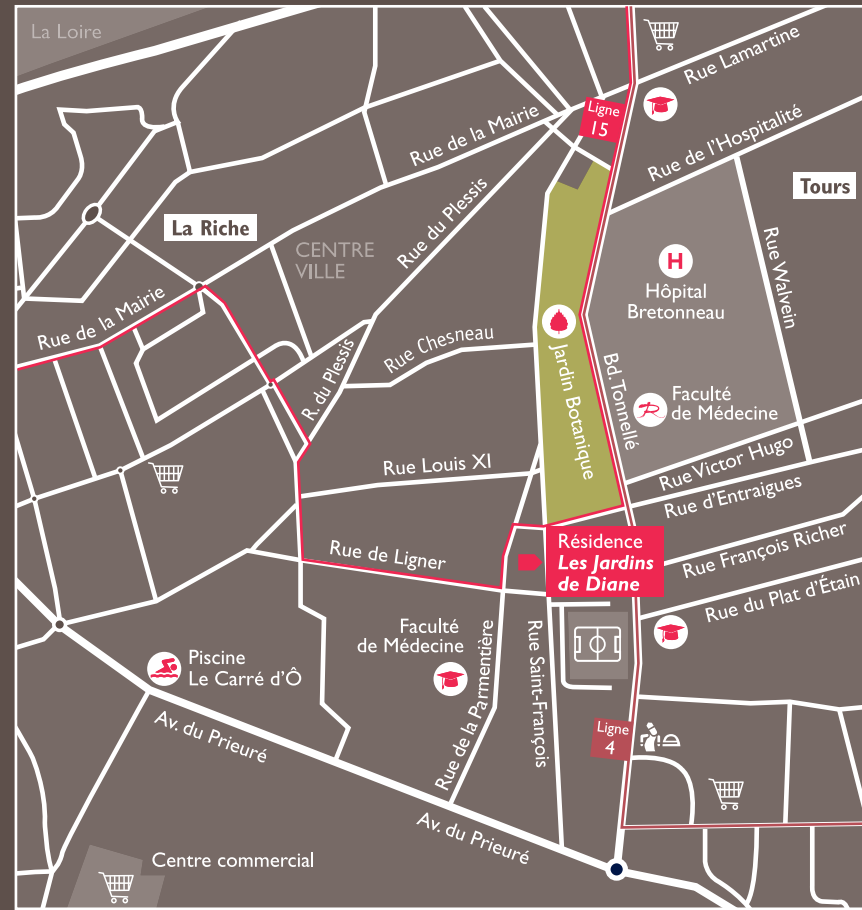 La Loire
Rue Lamartine
Ligne
15
Rue de la Mairie
Rue de l'Hospitalité
Tours
Rue du Plessis
La Riche
CENTRE
VILLE
H
Hôpital
Bretonneau
Rue Walvein
Rue de la Mairie
Rue Chesneau
R. du Plessis
Jardin Botanique
Bd. Tonnellé
Faculté
de Médecine
Rue Louis XI
Rue Victor Hugo
Rue d'Entraigues
Rue de Ligner
Résidence
Les Jardins
de Diane
Rue François Richer
Rue du Plat d'Étain
Faculté
de Médecine
Piscine
Le Carré d'Ô
Rue de la Parmentière
Rue Saint-François
Ligne
4
Av. du Prieuré
Av. du Prieuré
Centre commercial